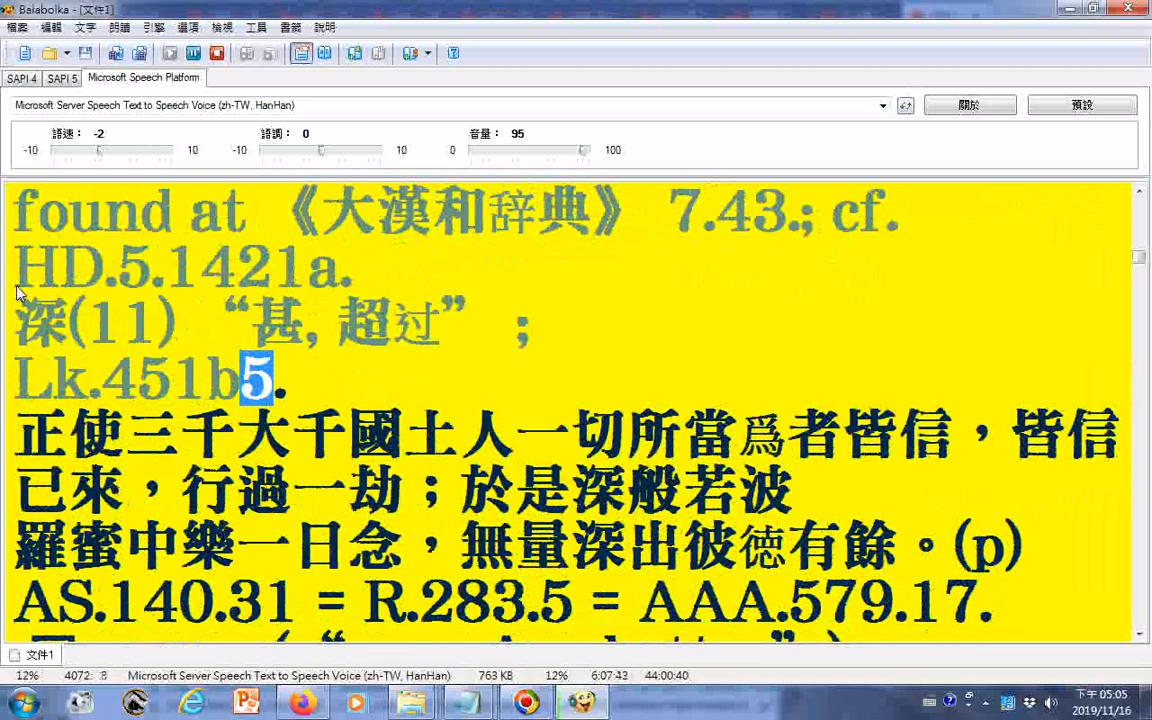 Balabolka - [文件1]
檔案 編輯 文字 朗讀 引擎 選項 檢視 工具 書籤 說明
SAPI 4 SAPI 5 Microsoft Speech Platform
Microsoft Server Speech Text to Speech Voice (zh-TW, HanHan) 關於 預設
語速： -2 語調： 0 音量： 95
-10 10 -10 10 0 100
found at 《大漢和辞典》 7.43.; cf.
HD.5.1421a.
深(11) “甚, 超过” ;
Lk.451b5.
正使三千大千國土人一切所當爲者皆信，皆信
已來，行過一劫；於是深般若波
羅蜜中樂一日念，無量深出彼徳有餘。(p)
AS.140.31 = R.283.5 = AAA.579.17.
文件1
12% Microsoft Server Speech Text to Speech Voice (zh-TW, HanHan) 763 KB 12% 6:07:43 44:00:40
下午 05:05
2019/11/16